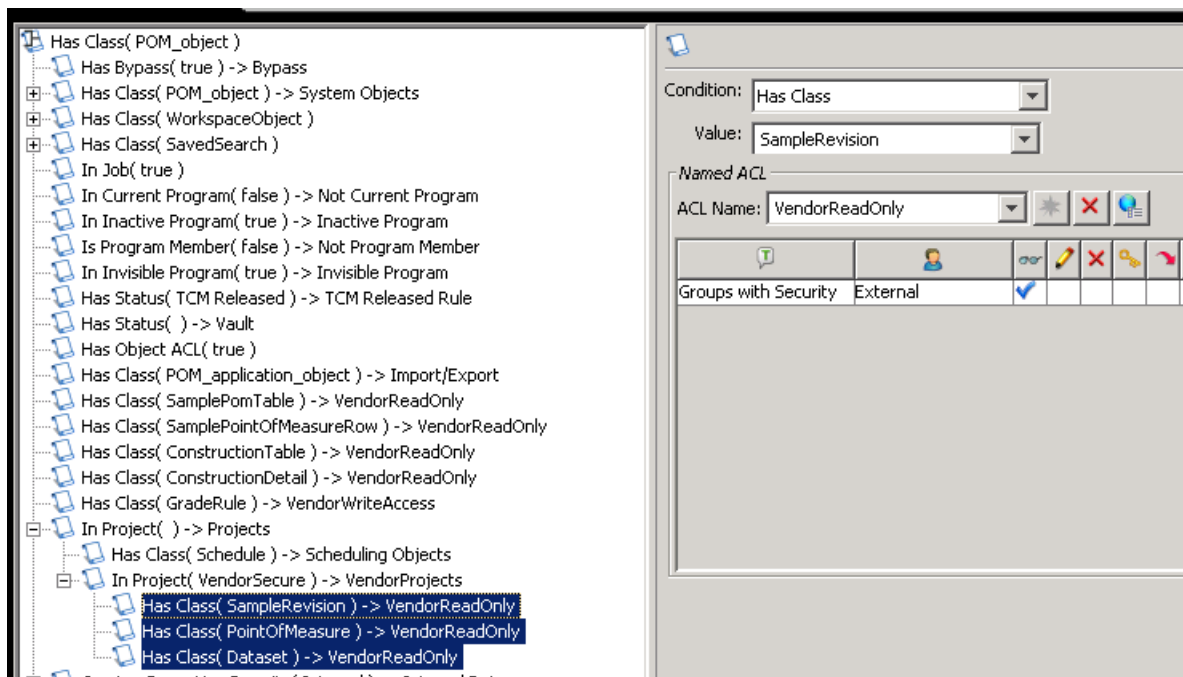 Has Class( POM_object )
Has Bypass( true ) -> Bypass
Has Class( POM_object ) -> System Objects
Has Class( WorkspaceObject )
Has Class( SavedSearch )
In Job( true )
In Current Program( false ) -> Not Current Program
In Inactive Program( true ) -> Inactive Program
Is Program Member( false ) -> Not Program Member
In Invisible Program( true ) -> Invisible Program
Has Status( TCM Released ) -> TCM Released Rule
Has Status( ) -> Vault
Has Object ACL( true )
Has Class( POM_application_object ) -> Import/Export
Has Class( SamplePomTable ) -> VendorReadOnly
Has Class( SamplePointOfMeasureRow ) -> VendorReadOnly
Has Class( ConstructionTable ) -> VendorReadOnly
Has Class( ConstructionDetail ) -> VendorReadOnly
Has Class( GradeRule ) -> VendorWriteAccess
In Project( ) -> Projects
Has Class( Schedule ) -> Scheduling Objects
In Project( VendorSecure ) -> VendorProjects
Has Class( SampleRevision ) -> VendorReadOnly
Has Class( PointOfMeasure ) -> VendorReadOnly
Has Class( Dataset ) -> VendorReadOnly
Condition: Has Class
Value: SampleRevision
Named ACL
ACL Name: VendorReadOnly
Groups with Security External